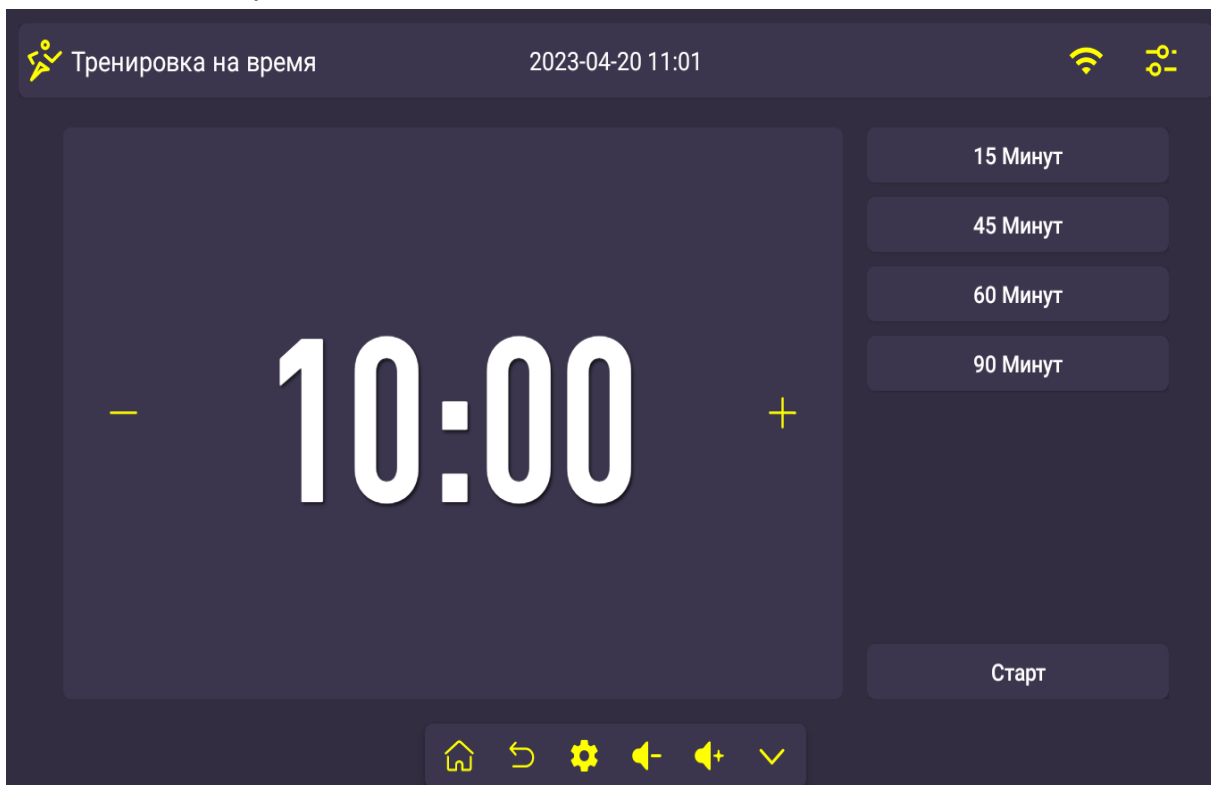 Тренировка на время
2023-04-20 11:01
15 Минут
45 Минут
60 Минут
90 Минут
10:00
Старт